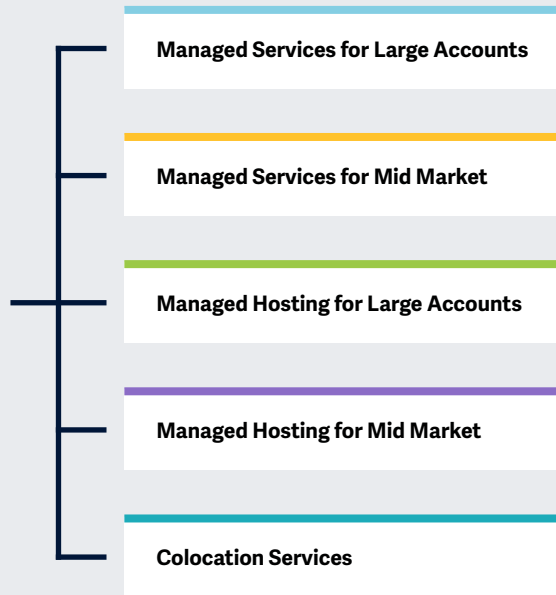 Managed Services for Large Accounts
Managed Services for Mid Market
Managed Hosting for Large Accounts
Managed Hosting for Mid Market
Colocation Services